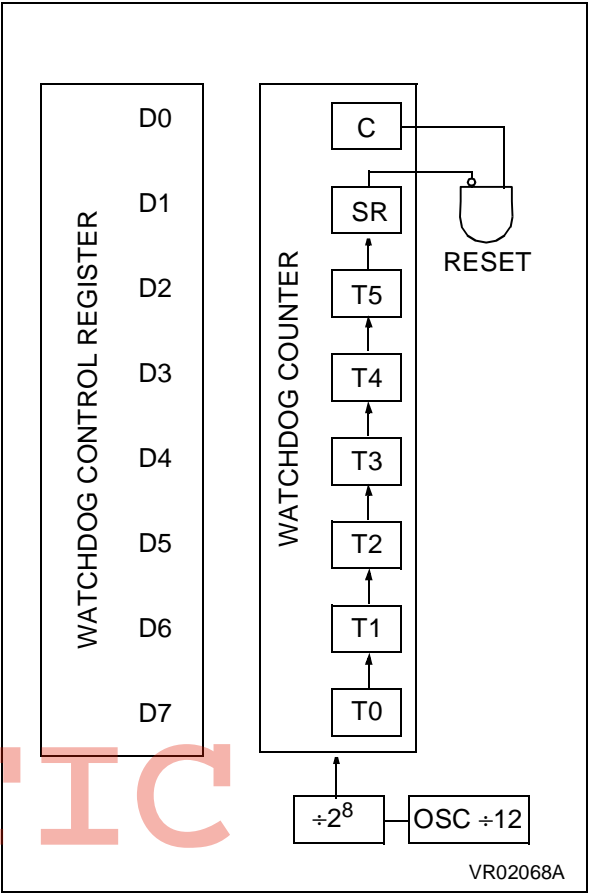 WATCHDOG CONTROL REGISTER
D0
D1
D2
D3
D4
D5
D6
D7
WATCHDOG COUNTER
C
SR
T5
T4
T3
T2
T1
T0
RESET
÷2⁸
OSC ÷12
VR02068A
TIC